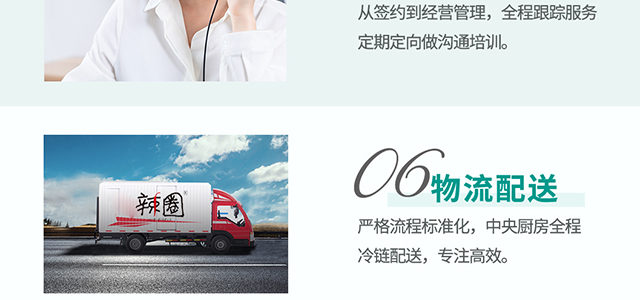 从签约到经营管理，全程跟踪服务
定期定向做沟通培训。
06 物流配送
辣圈
严格流程标准化，中央厨房全程
冷链配送，专注高效。